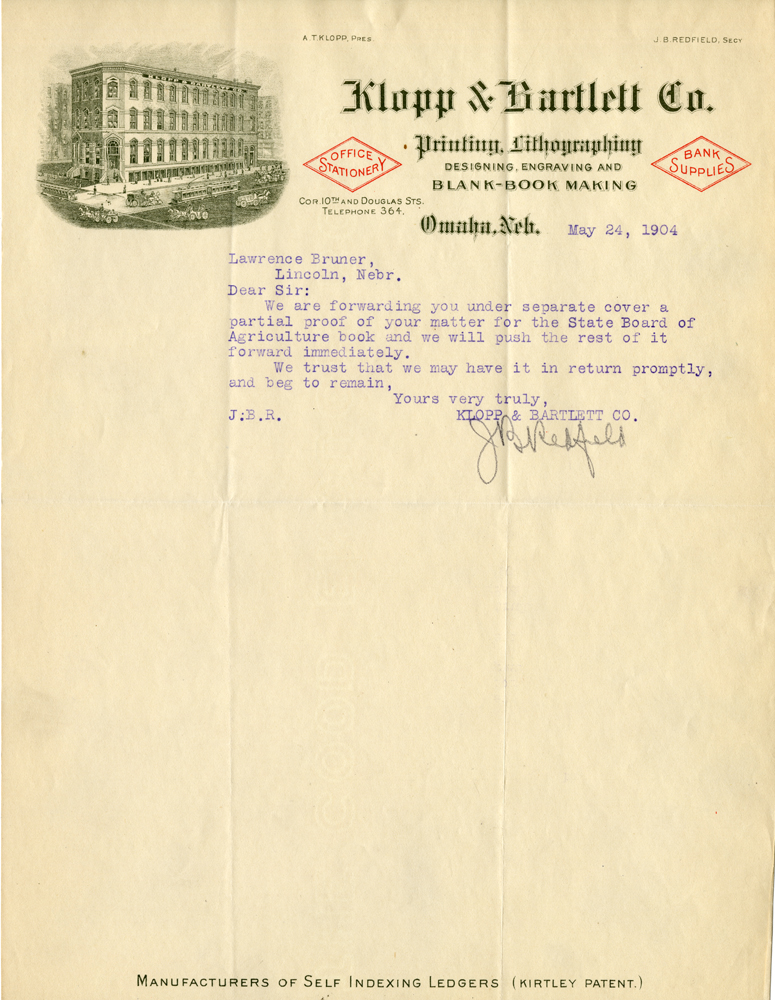 A. T. KLOPP, PRES.
J. B. REDFIELD, SECY
Klopp & Bartlett Co.
Printing, Lithographing
DESIGNING, ENGRAVING AND
BLANK-BOOK MAKING
OFFICE
STATIONERY
BANK
SUPPLIES
COR. 10TH AND DOUGLAS STS.
TELEPHONE 364.
Omaha, Neb. May 24, 1904
Lawrence Bruner,
Lincoln, Nebr.
Dear Sir:
We are forwarding you under separate cover a
partial proof of your matter for the State Board of
Agriculture book and we will push the rest of it
forward immediately.
We trust that we may have it in return promptly,
and beg to remain,
Yours very truly,
J.B.R. KLOPP & BARTLETT CO.
J B Redfield
MANUFACTURERS OF SELF INDEXING LEDGERS (KIRTLEY PATENT.)